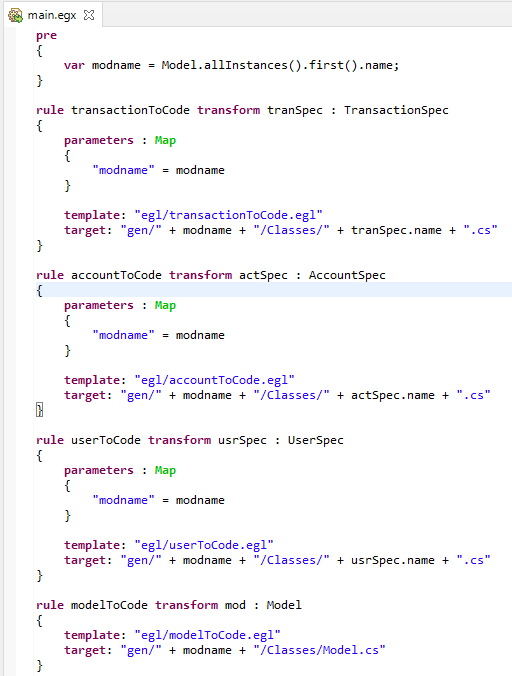 main.egx
pre
{
    var modname = Model.allInstances().first().name;
}
rule transactionToCode transform tranSpec : TransactionSpec
{
    parameters : Map
    {
        "modname" = modname
    }
    template: "egl/transactionToCode.egl"
    target: "gen/" + modname + "/Classes/" + tranSpec.name + ".cs"
}
rule accountToCode transform actSpec : AccountSpec
{
    parameters : Map
    {
        "modname" = modname
    }
    template: "egl/accountToCode.egl"
    target: "gen/" + modname + "/Classes/" + actSpec.name + ".cs"
}
rule userToCode transform usrSpec : UserSpec
{
    parameters : Map
    {
        "modname" = modname
    }
    template: "egl/userToCode.egl"
    target: "gen/" + modname + "/Classes/" + usrSpec.name + ".cs"
}
rule modelToCode transform mod : Model
{
    template: "egl/modelToCode.egl"
    target: "gen/" + modname + "/Classes/Model.cs"
}